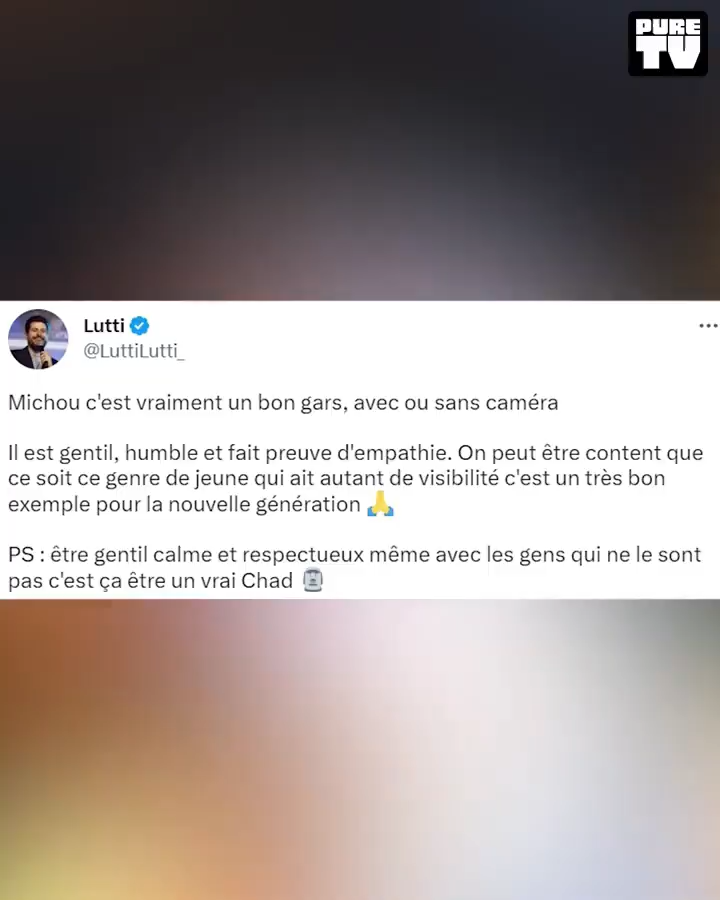 PURE
TV
Lutti
@LuttiLutti_
Michou c'est vraiment un bon gars, avec ou sans caméra
Il est gentil, humble et fait preuve d'empathie. On peut être content que
ce soit ce genre de jeune qui ait autant de visibilité c'est un très bon
exemple pour la nouvelle génération 🙏
PS : être gentil calme et respectueux même avec les gens qui ne le sont
pas c'est ça être un vrai Chad 🗿